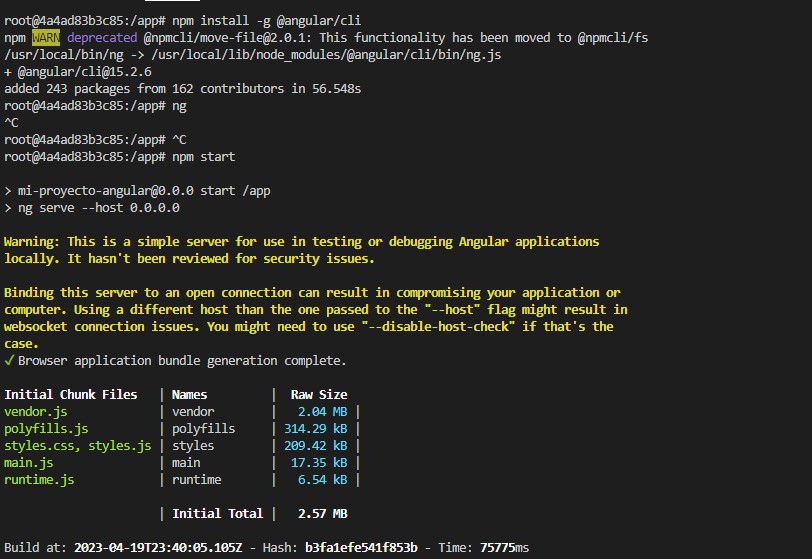 root@4a4ad83b3c85:/app# npm install -g @angular/cli
npm WARN deprecated @npmcli/move-file@2.0.1: This functionality has been moved to @npmcli/fs
/usr/local/bin/ng -> /usr/local/lib/node_modules/@angular/cli/bin/ng.js
+ @angular/cli@15.2.6
added 243 packages from 162 contributors in 56.548s
root@4a4ad83b3c85:/app# ng
^C
root@4a4ad83b3c85:/app# ^C
root@4a4ad83b3c85:/app# npm start
> mi-proyecto-angular@0.0.0 start /app
> ng serve --host 0.0.0.0
Warning: This is a simple server for use in testing or debugging Angular applications
locally. It hasn't been reviewed for security issues.
Binding this server to an open connection can result in compromising your application or
computer. Using a different host than the one passed to the "--host" flag might result in
websocket connection issues. You might need to use "--disable-host-check" if that's the
case.
✓ Browser application bundle generation complete.
Initial Chunk Files | Names | Raw Size
vendor.js | vendor | 2.04 MB |
polyfills.js | polyfills | 314.29 kB |
styles.css, styles.js | styles | 209.42 kB |
main.js | main | 17.35 kB |
runtime.js | runtime | 6.54 kB |
| Initial Total | 2.57 MB
Build at: 2023-04-19T23:40:05.105Z - Hash: b3fa1efe541f853b - Time: 75775ms